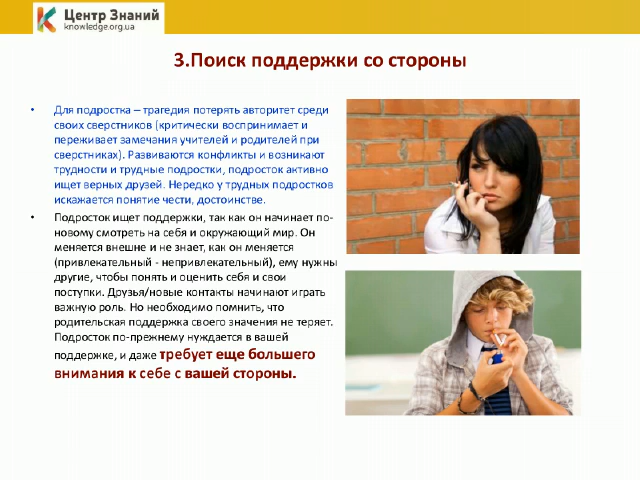 Центр Знаний
knowledge.org.ua
3.Поиск поддержки со стороны
• Для подростка – трагедия потерять авторитет среди
своих сверстников (критически воспринимает и
переживает замечания учителей и родителей при
сверстниках). Развиваются конфликты и возникают
трудности и трудные подростки, подросток активно
ищет верных друзей. Нередко у трудных подростков
искажается понятие чести, достоинстве.
• Подросток ищет поддержки, так как он начинает по-
новому смотреть на себя и окружающий мир. Он
меняется внешне и не знает, как он меняется
(привлекательный - непривлекательный), ему нужны
другие, чтобы понять и оценить себя и свои
поступки. Друзья/новые контакты начинают играть
важную роль. Но необходимо помнить, что
родительская поддержка своего значения не теряет.
Подросток по-прежнему нуждается в вашей
поддержке, и даже требует еще большего
внимания к себе с вашей стороны.